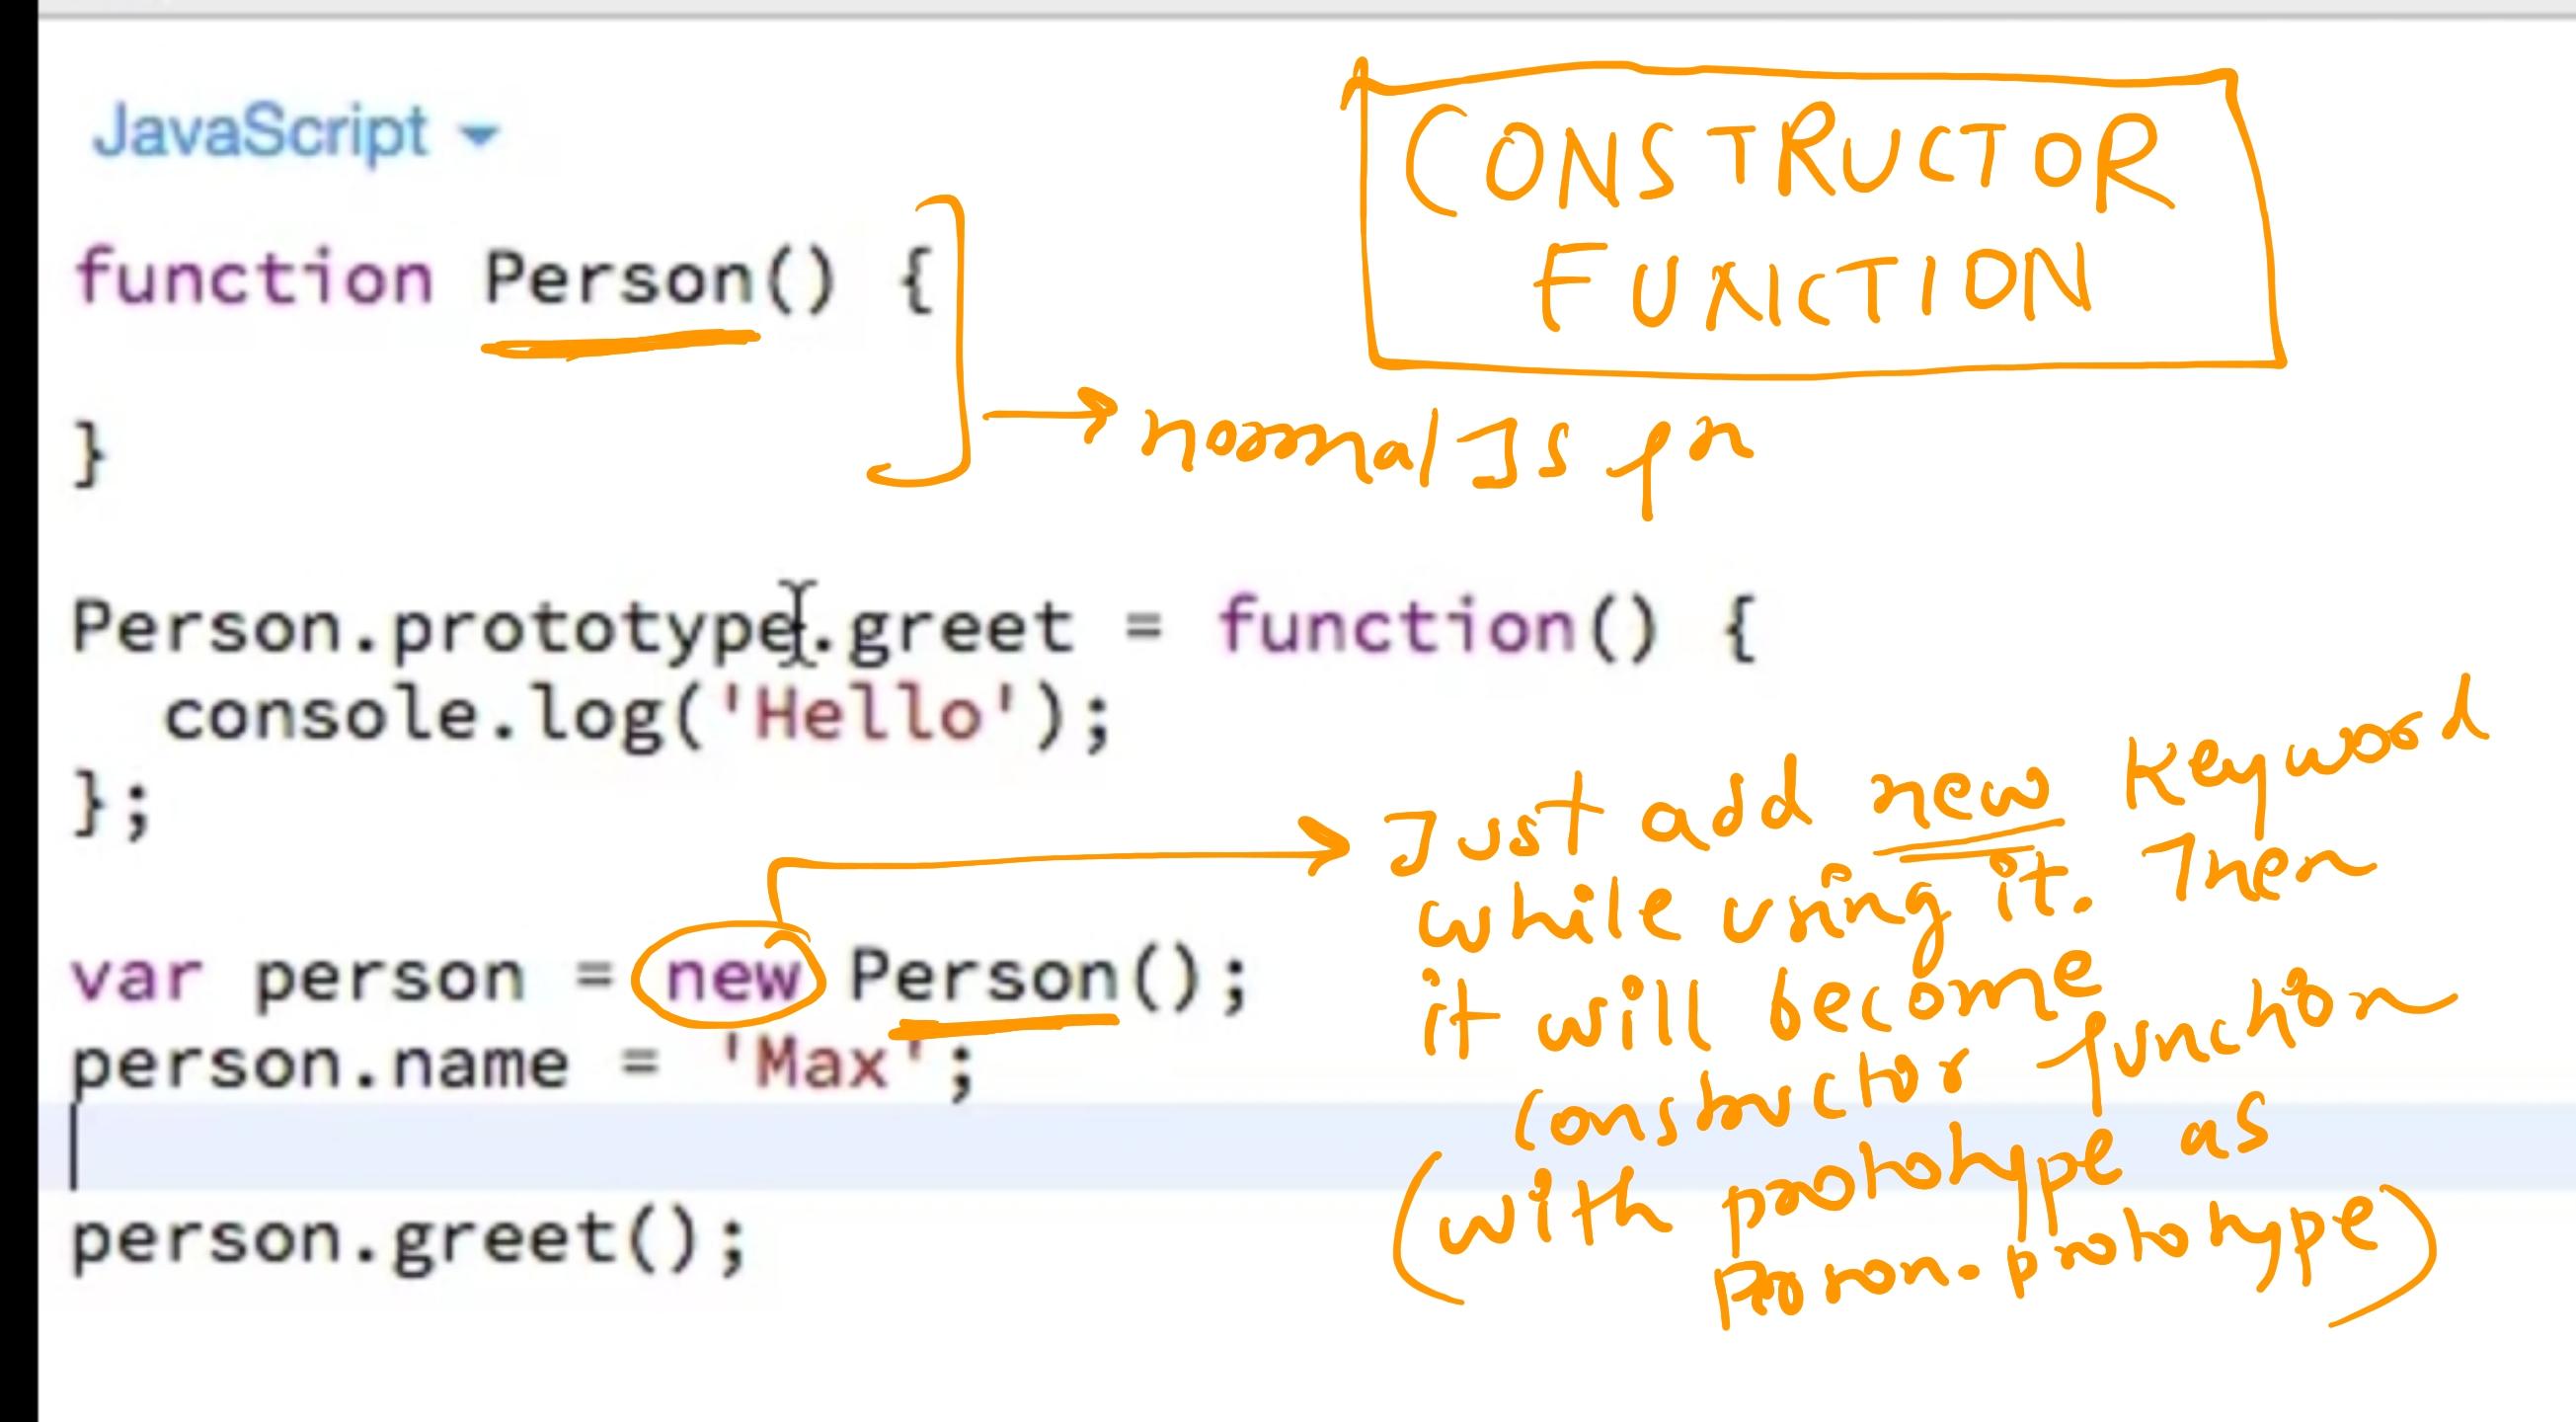 JavaScript
CONSTRUCTOR
FUNCTION
function Person() {
}
normal JS fn
Person.prototype.greet = function() {
console.log('Hello');
};
Just add new keyword
while using it. Then
it will become
constructor function
(with prototype as
Person.prototype)
var person = new Person();
person.name = 'Max';
person.greet();